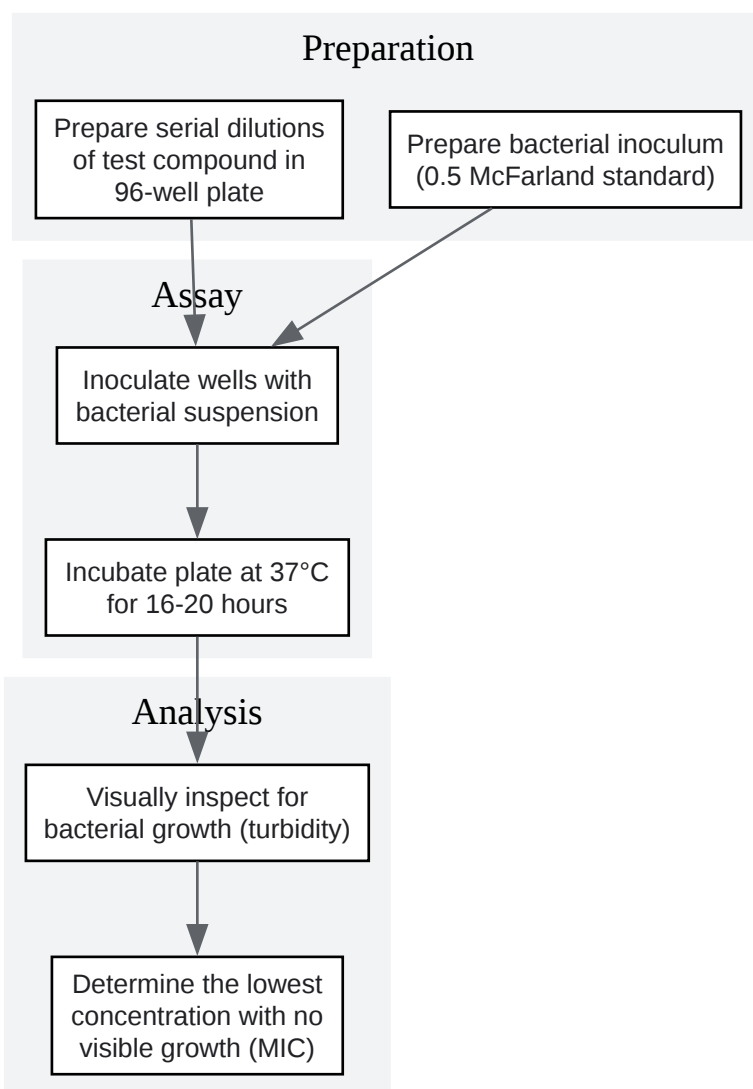 Preparation
Prepare serial dilutions
of test compound in
96-well plate
Prepare bacterial inoculum
(0.5 McFarland standard)
Assay
Inoculate wells with
bacterial suspension
Incubate plate at 37°C
for 16-20 hours
Analysis
Visually inspect for
bacterial growth (turbidity)
Determine the lowest
concentration with no
visible growth (MIC)